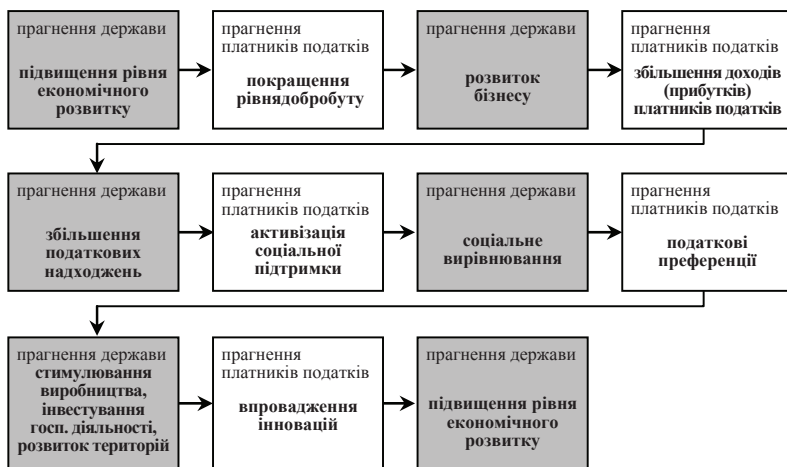 прагнення держави
підвищення рівня
економічного
розвитку
прагнення
платників податків
покращення
рівнядобробуту
прагнення держави
розвиток
бізнесу
прагнення
платників податків
збільшення доходів
(прибутків)
платників податків
прагнення держави
збільшення
податкових
надходжень
прагнення
платників податків
активізація
соціальної
підтримки
прагнення держави
соціальне
вирівнювання
прагнення
платників податків
податкові
преференції
прагнення держави
стимулювання
виробництва,
інвестування
госп. діяльності,
розвиток територій
прагнення
платників податків
впровадження
інновацій
прагнення держави
підвищення рівня
економічного
розвитку